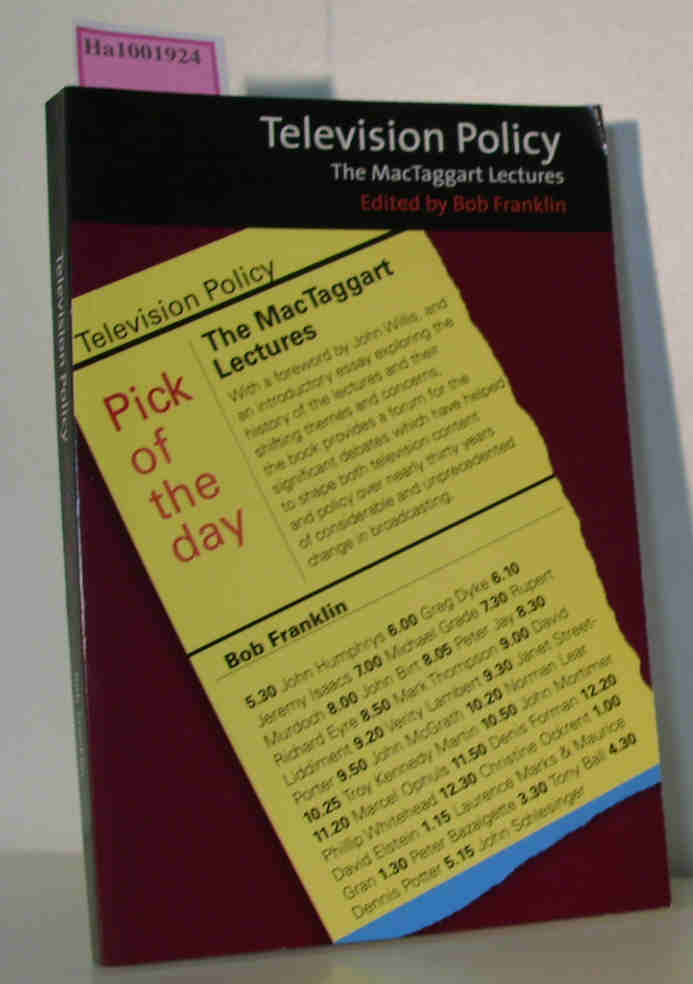 Ha1001924
Television Policy
The MacTaggart Lectures
Edited by Bob Franklin
Television Policy
Television Policy
The MacTaggart
Lectures
Pick
of
the
day
With a foreword by John Willis, and
an introductory essay exploring the
history of the lectures and their
shifting themes and concerns,
the book provides a forum for the
significant debates which have helped
to shape both television content
and policy over nearly thirty years
of considerable and unprecedented
change in broadcasting.
Bob Franklin
5.30 John Humphrys 6.00 Greg Dyke 6.10
Jeremy Isaacs 7.00 Michael Grade 7.30 Rupert
Murdoch 8.00 John Birt 8.05 Peter Jay 8.30
Richard Eyre 8.50 Mark Thompson 9.00 David
Liddiment 9.20 Verity Lambert 9.30 Janet Street-
Porter 9.50 John McGrath 10.20 Norman Lear
10.25 Troy Kennedy Martin 10.50 John Mortimer
11.20 Marcel Ophuls 11.50 Denis Forman 12.20
Phillip Whitehead 12.30 Christine Ockrent 1.00
David Elstein 1.15 Laurence Marks & Maurice
Gran 1.30 Peter Bazalgette 3.30 Tony Ball 4.30
Dennis Potter 5.15 John Schlesinger